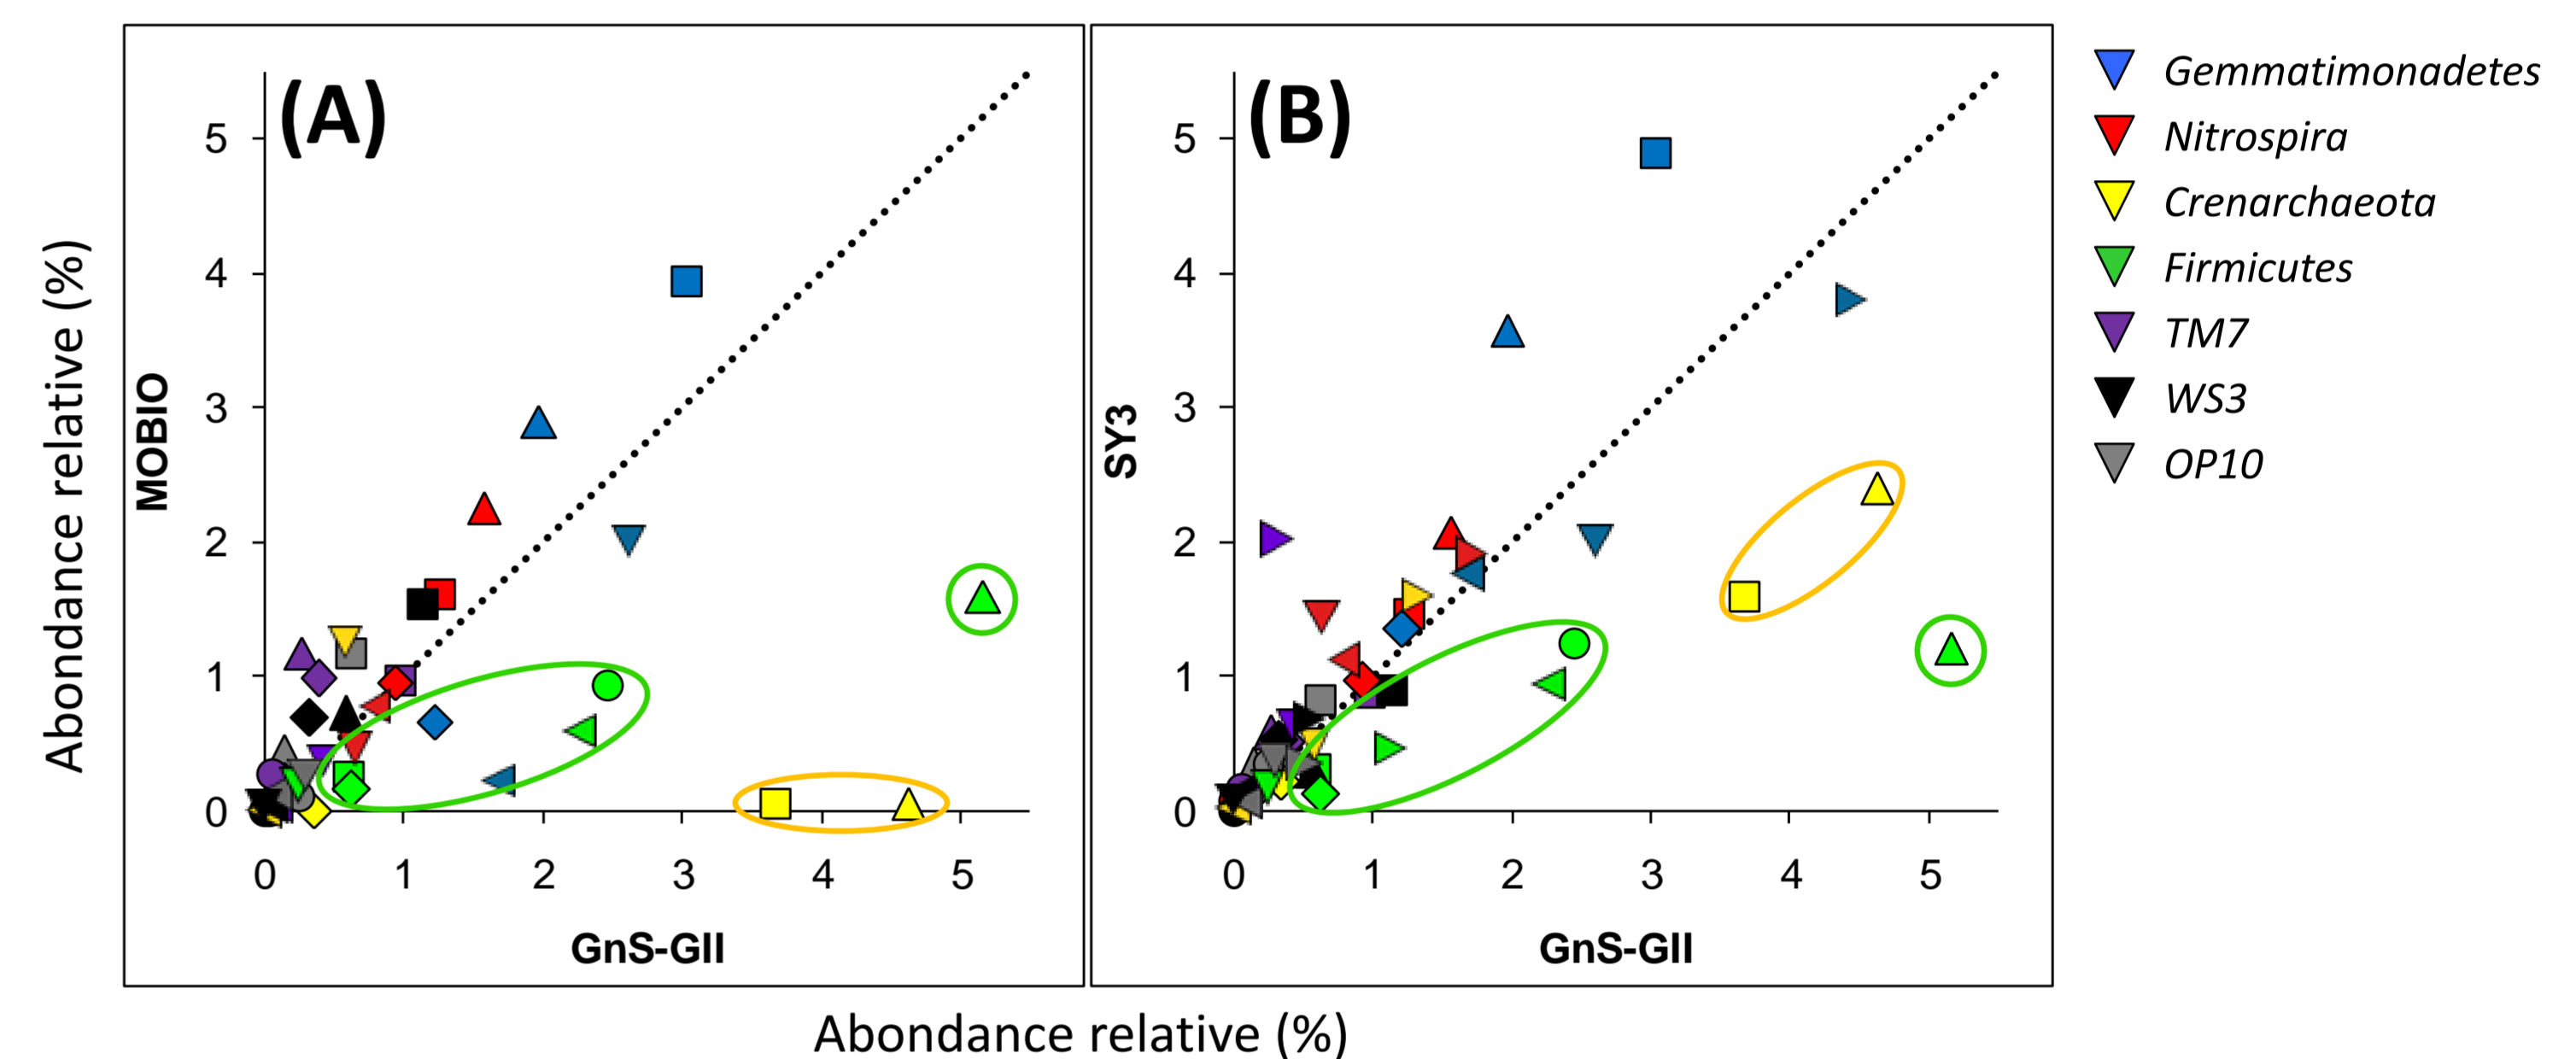 Abondance relative (%)
(A)
MOBIO
5
4
3
2
1
0
0 1 2 3 4 5
GnS-GII
(B)
SY3
5
4
3
2
1
0
0 1 2 3 4 5
GnS-GII
Abondance relative (%)
Gemmatimonadetes
Nitrospira
Crenarchaeota
Firmicutes
TM7
WS3
OP10